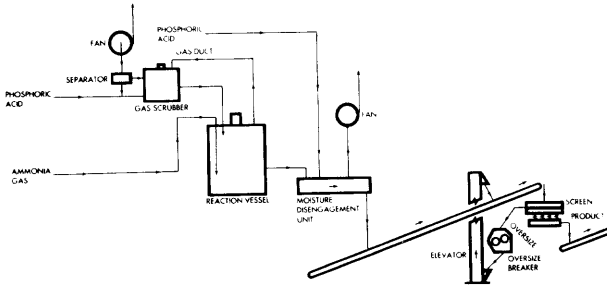 FAN
PHOSPHORIC
ACID
GAS DUCT
SEPARATOR
PHOSPHORIC
ACID
GAS SCRUBBER
FAN
AMMONIA
GAS
REACTION VESSEL
MOISTURE
DISENGAGEMENT
UNIT
SCREEN
PRODUCT
OVERSIZE
ELEVATOR
OVERSIZE
BREAKER